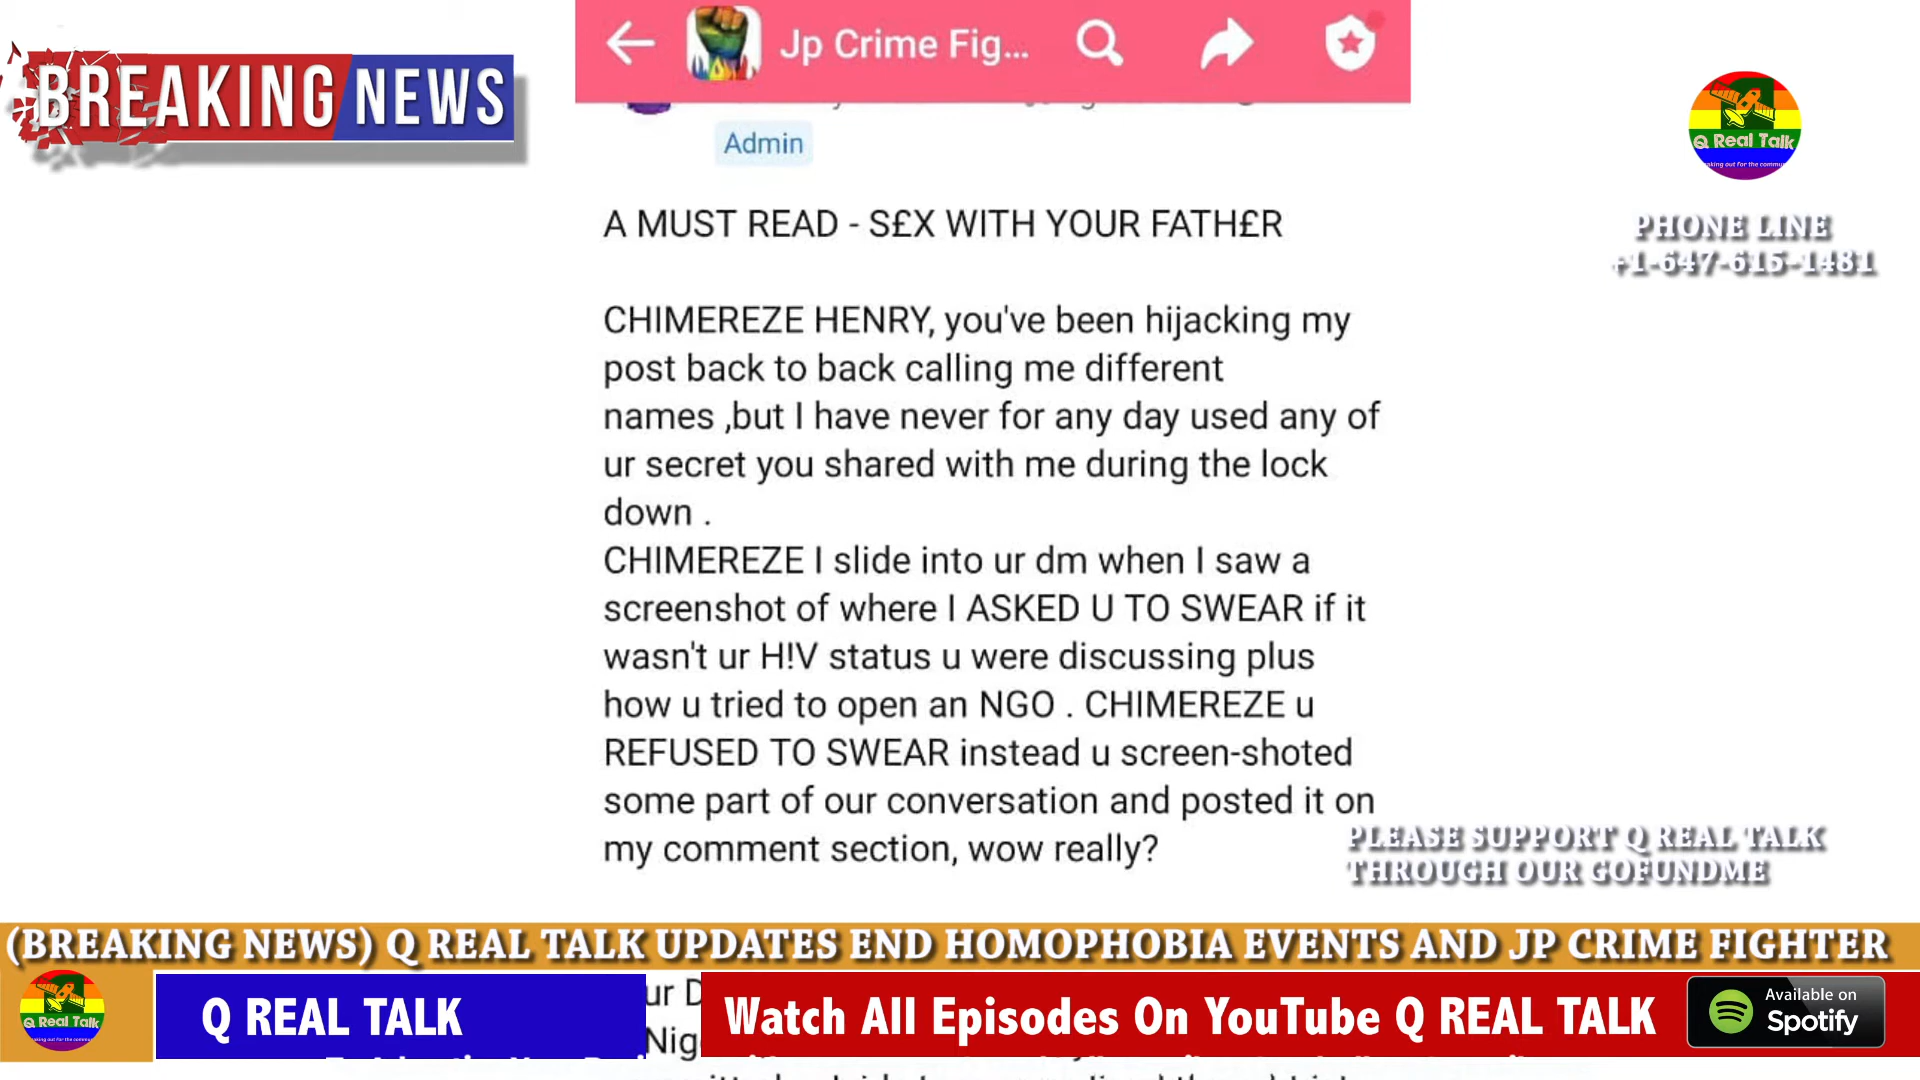 BREAKING NEWS
Jp Crime Fig...
Admin
Q Real Talk
PHONE LINE
+1-647-615-1481
A MUST READ - S£X WITH YOUR FATH£R
CHIMEREZE HENRY, you've been hijacking my
post back to back calling me different
names ,but I have never for any day used any of
ur secret you shared with me during the lock
down .
CHIMEREZE I slide into ur dm when I saw a
screenshot of where I ASKED U TO SWEAR if it
wasn't ur H!V status u were discussing plus
how u tried to open an NGO . CHIMEREZE u
REFUSED TO SWEAR instead u screen-shoted
some part of our conversation and posted it on
my comment section, wow really?
PLEASE SUPPORT Q REAL TALK
THROUGH OUR GOFUNDME
(BREAKING NEWS) Q REAL TALK UPDATES END HOMOPHOBIA EVENTS AND JP CRIME FIGHTER
Q Real Talk
Q REAL TALK
ur
Watch All Episodes On YouTube Q REAL TALK
Available on
Spotify